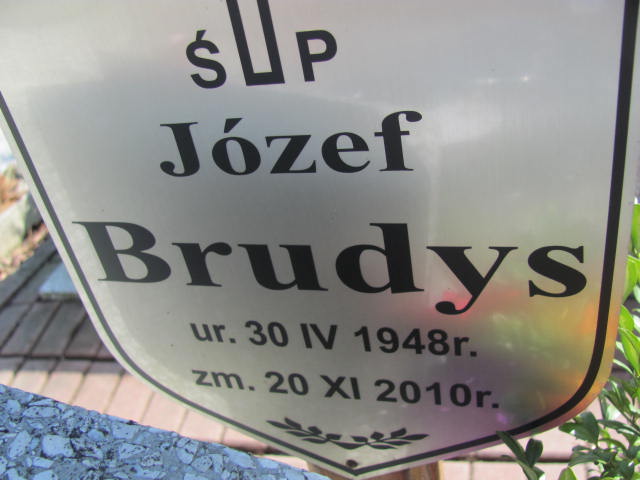 Ś P
Józef
Brudys
ur. 30 IV 1948r.
zm. 20 XI 2010r.